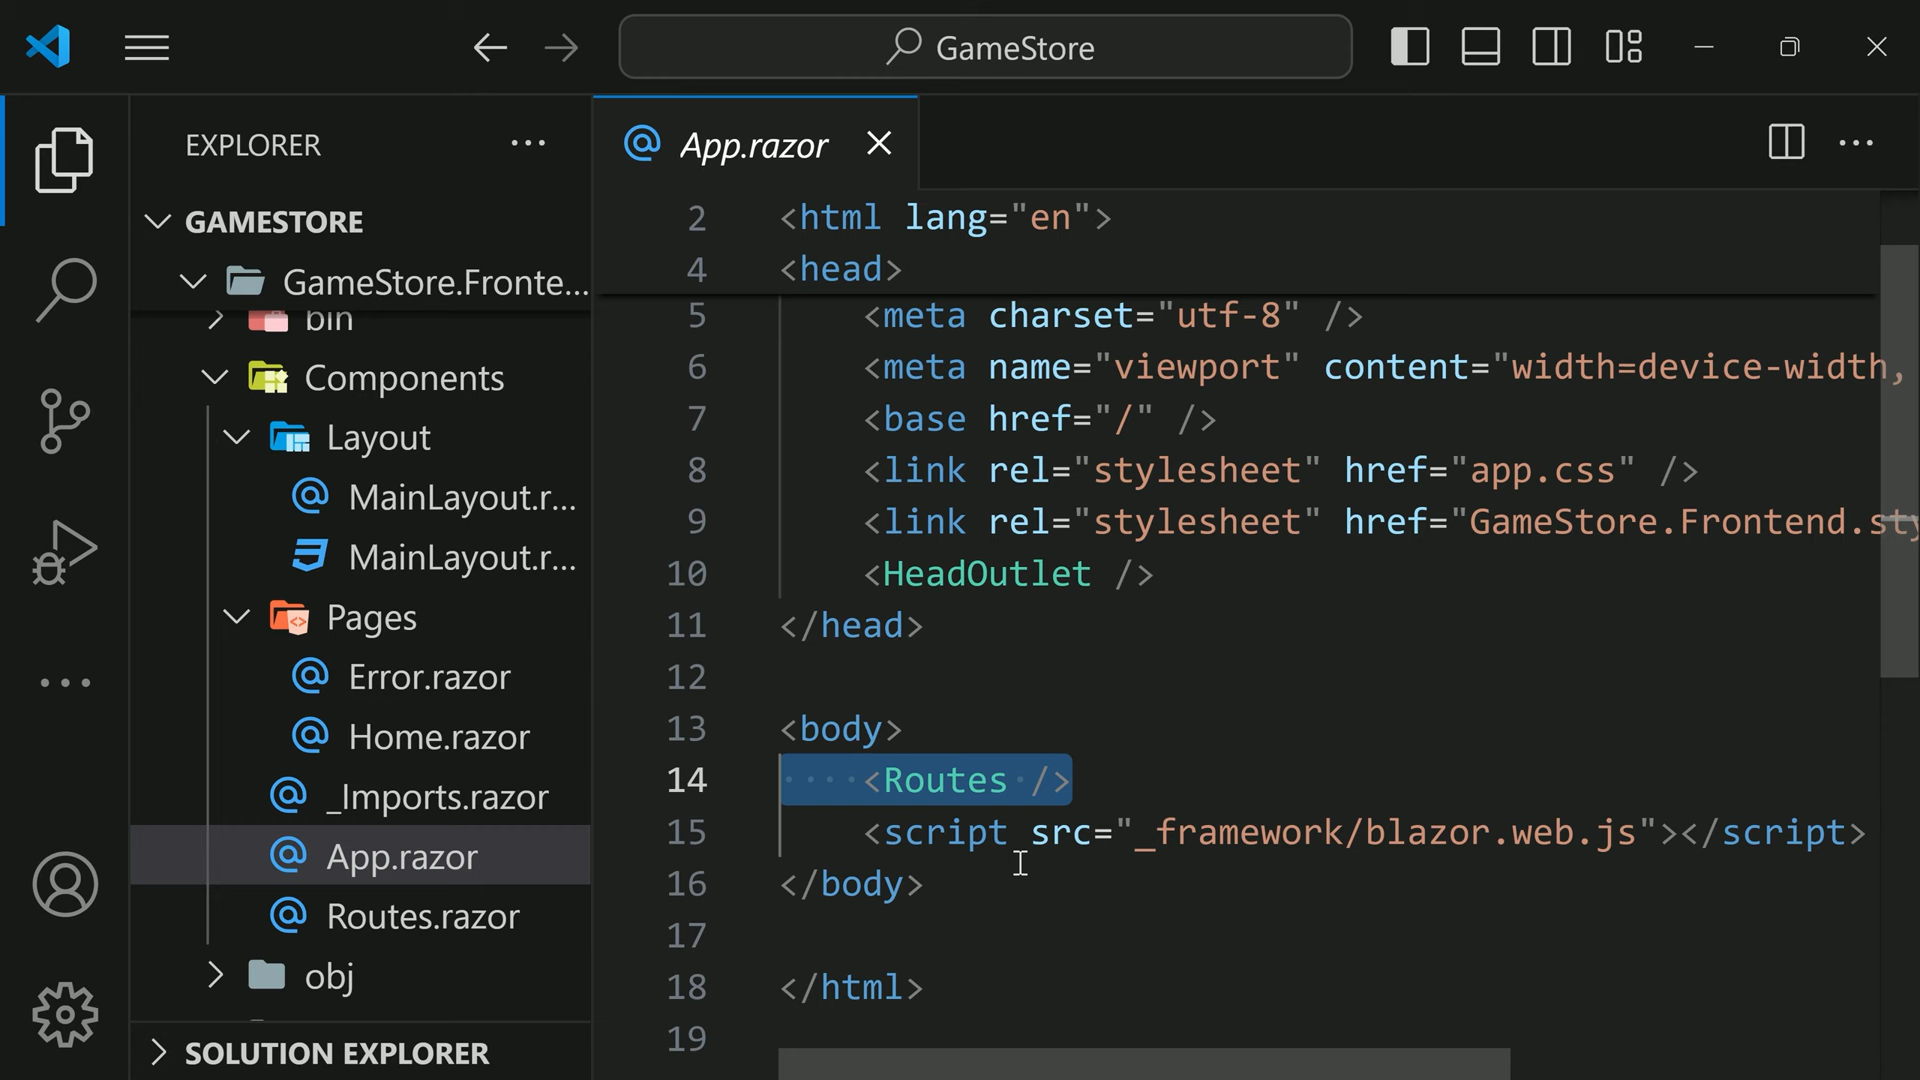 GameStore
EXPLORER
GAMESTORE
GameStore.Fronte...
bin
Components
Layout
MainLayout.r...
MainLayout.r...
Pages
Error.razor
Home.razor
_Imports.razor
App.razor
Routes.razor
obj
SOLUTION EXPLORER
App.razor
2 <html lang="en">
4 <head>
5 <meta charset="utf-8" />
6 <meta name="viewport" content="width=device-width,
7 <base href="/" />
8 <link rel="stylesheet" href="app.css" />
9 <link rel="stylesheet" href="GameStore.Frontend.sty
10 <HeadOutlet />
11 </head>
12
13 <body>
14 <Routes />
15 <script src="_framework/blazor.web.js"></script>
16 </body>
17
18 </html>
19